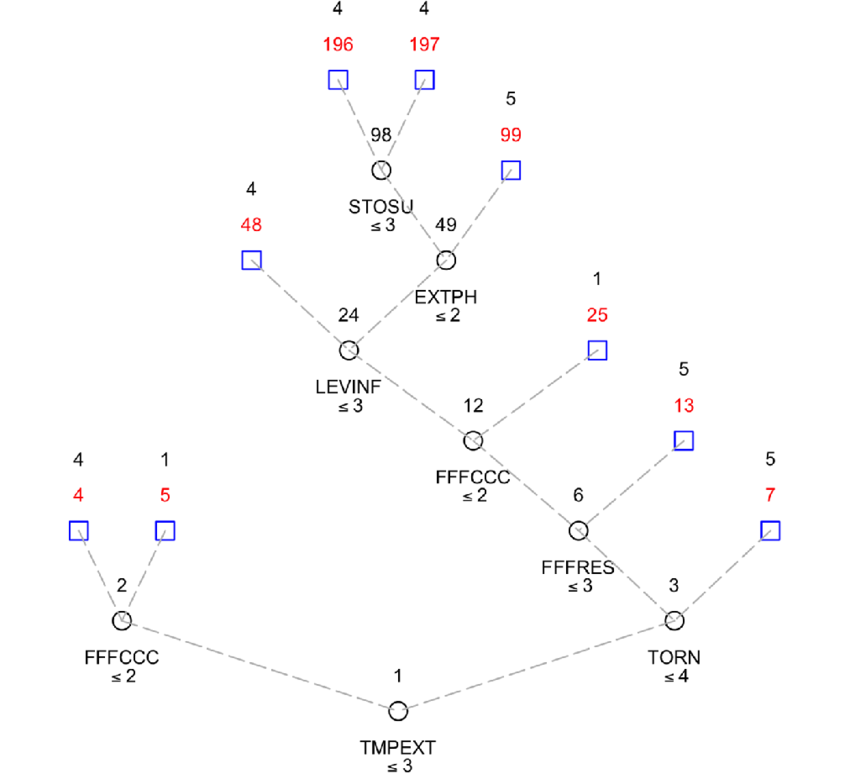 4 4
196 197
5
98 99
4
STOSU
48 ≤ 3 49
1
EXTPH
24 ≤ 2 25
5
LEVINF
≤ 3 12 13
4 1 5
FFFCCC
4 5 ≤ 2 6 7
FFFRES
2 ≤ 3 3
FFFCCC TORN
≤ 2 1 ≤ 4
TMPEXT
≤ 3